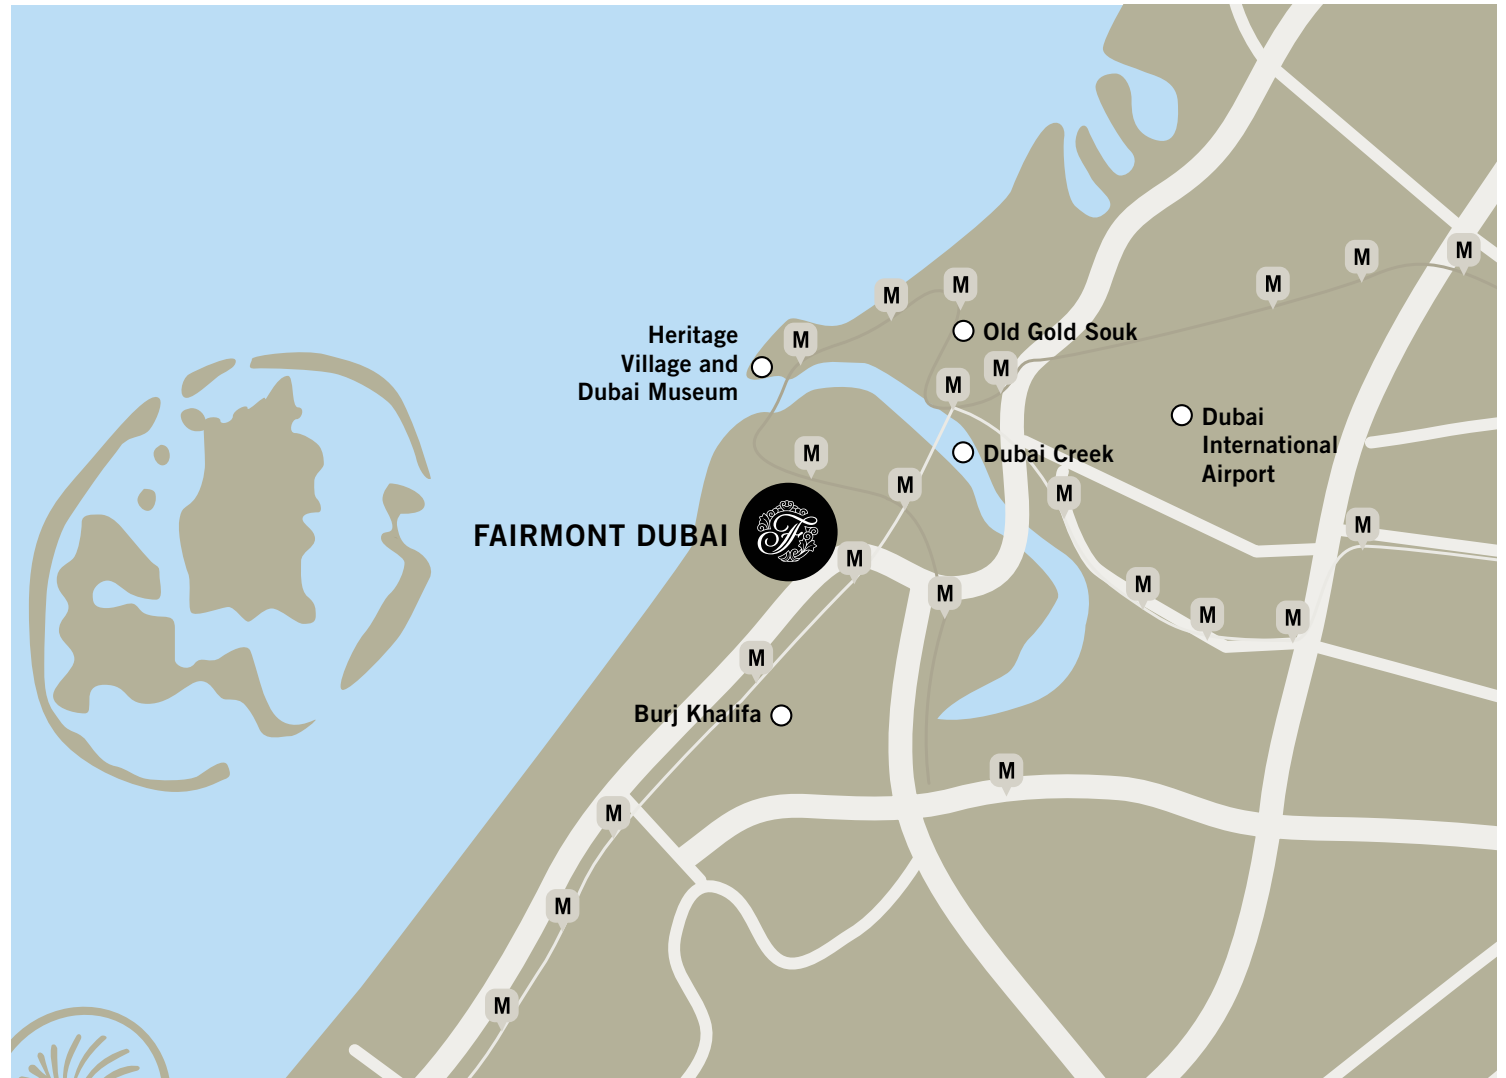 M
M
M
M
M
M
Heritage
Village and
Dubai Museum
Old Gold Souk
M
M
Dubai
International
Airport
M
Dubai Creek
M
M
M
FAIRMONT DUBAI
M
M
M
M
M
M
Burj Khalifa
M
M
M
M
M